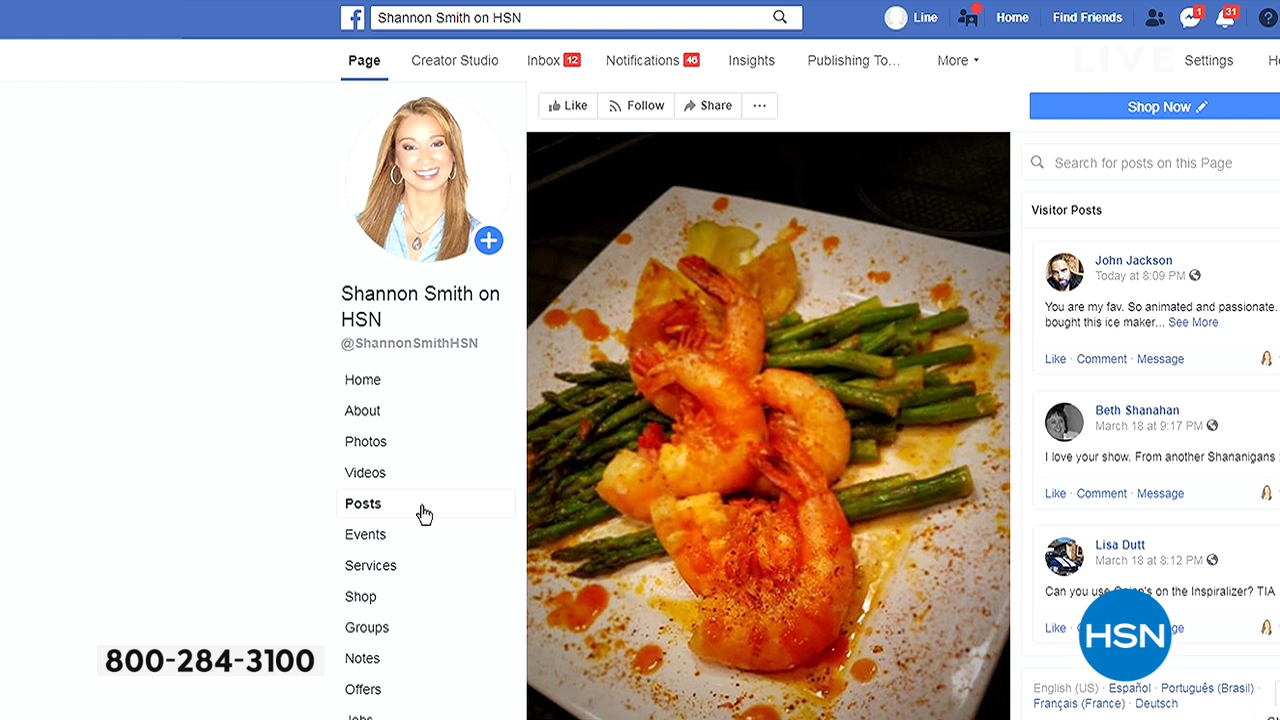 f
Shannon Smith on HSN
Line
Home
Find Friends
1
31
?
Page
Creator Studio
Inbox 12
Notifications 46
Insights
Publishing To...
More
LIVE
Settings
Like
Follow
Share
...
Shop Now
Search for posts on this Page
Shannon Smith on
HSN
@ShannonSmithHSN
Home
About
Photos
Videos
Posts
Events
Services
Shop
Groups
Notes
Offers
Jobs
Visitor Posts
John Jackson
Today at 8:09 PM
You are my fav. So animated and passionate.
bought this ice maker... See More
Like · Comment · Message
Beth Shanahan
March 18 at 9:17 PM
I love your show. From another Shananigans
Like · Comment · Message
Lisa Dutt
March 18 at 8:12 PM
Can you use on the Inspiralizer? TIA
Like
HSN
English (US) · Español · Português (Brasil) ·
Français (France) · Deutsch
800-284-3100